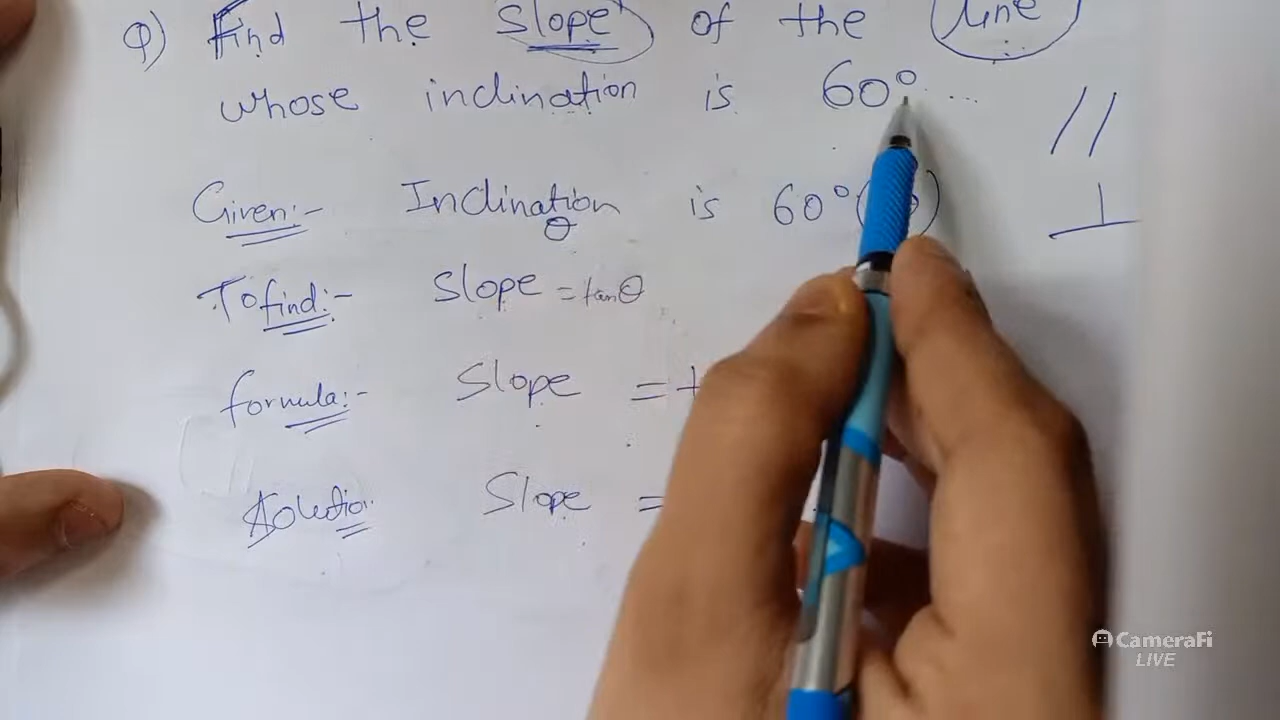 Q) Find the slope of the line
whose inclination is 60° ...
Given:- Inclination is 60° (
θ
To find:- Slope = tanθ
formula:- Slope = t
Solution Slope =
CameraFi
LIVE